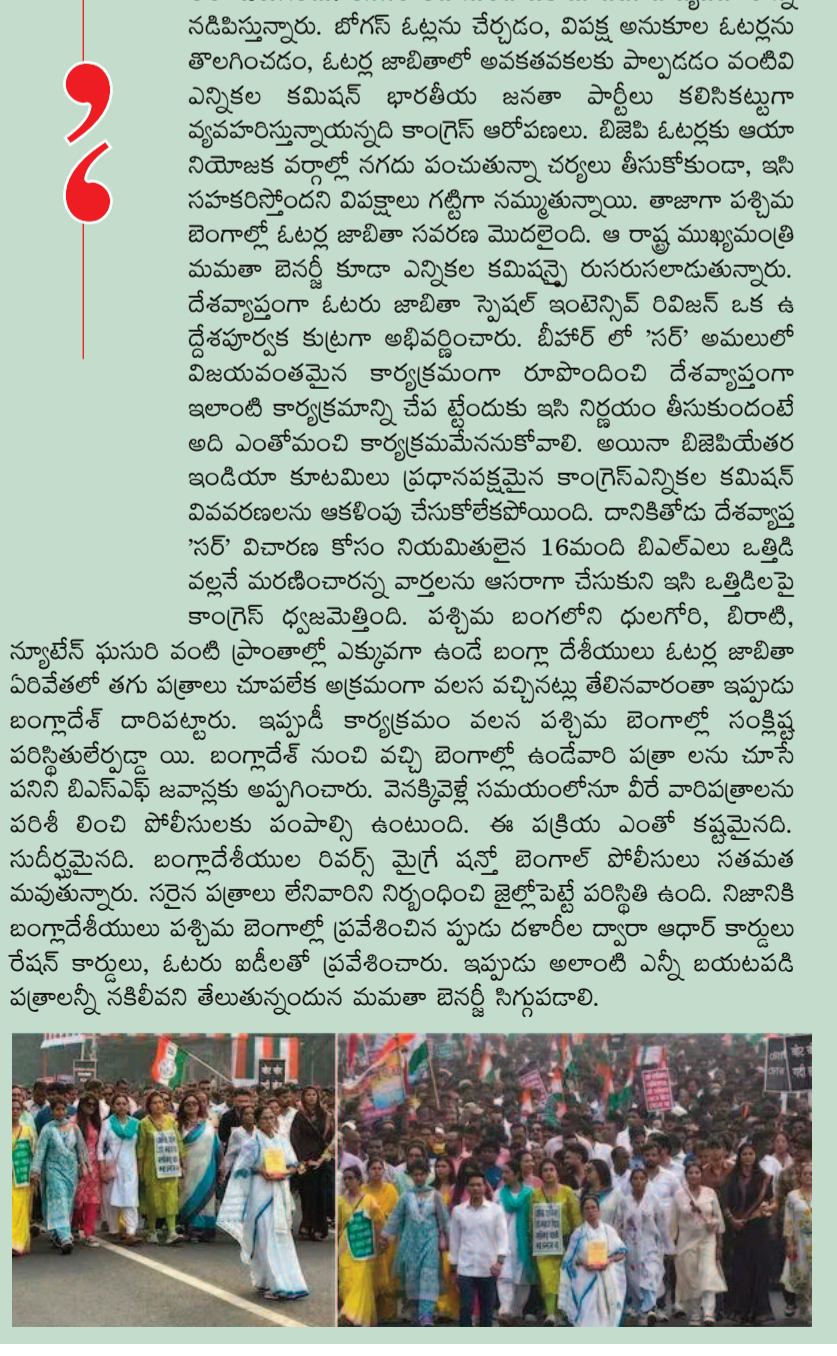 నడిపిస్తున్నారు. బోగస్ ఓట్లను చేర్చడం, విపక్ష అనుకూల ఓటర్లను
తొలగించడం, ఓటర్ల జాబితాలో అవకతవకలకు పాల్పడడం వంటివి
ఎన్నికల కమిషన్ భారతీయ జనతా పార్టీలు కలిసికట్టుగా
వ్యవహరిస్తున్నాయన్నది కాంగ్రెస్ ఆరోపణలు. బిజెపి ఓటర్లకు ఆయా
నియోజక వర్గాల్లో నగదు పంచుతున్నా చర్యలు తీసుకోకుండా, ఇసి
సహకరిస్తోందని విపక్షాలు గట్టిగా నమ్ముతున్నాయి. తాజాగా పశ్చిమ
బెంగాల్లో ఓటర్ల జాబితా సవరణ మొదలైంది. ఆ రాష్ట్ర ముఖ్యమంత్రి
మమతా బెనర్జీ కూడా ఎన్నికల కమిషన్పై రుసరుసలాడుతున్నారు.
దేశవ్యాప్తంగా ఓటరు జాబితా స్పెషల్ ఇంటెన్సివ్ రివిజన్ ఒక ఉ
ద్దేశపూర్వక కుట్రగా అభివర్ణించారు. బీహార్ లో 'సర్' అమలులో
విజయవంతమైన కార్యక్రమంగా రూపొందించి దేశవ్యాప్తంగా
ఇలాంటి కార్యక్రమాన్ని చేప ట్టేందుకు ఇసి నిర్ణయం తీసుకుందంటే
అది ఎంతోమంచి కార్యక్రమమేననుకోవాలి. అయినా బిజెపియేతర
ఇండియా కూటమిలు ప్రధానపక్షమైన కాంగ్రెస్ఎన్నికల కమిషన్
వివవరణలను ఆకళింపు చేసుకోలేకపోయింది. దానికితోడు దేశవ్యాప్త
'సర్' విచారణ కోసం నియమితులైన 16మంది బిఎల్ఎలు ఒత్తిడి
వల్లనే మరణించారన్న వార్తలను ఆసరాగా చేసుకుని ఇసి ఒత్తిడిలపై
కాంగ్రెస్ ధ్వజమెత్తింది. పశ్చిమ బంగలోని ధులగోరి, బిరాటి,
న్యూటేన్ ఘసురి వంటి ప్రాంతాల్లో ఎక్కువగా ఉండే బంగ్లా దేశీయులు ఓటర్ల జాబితా
ఏరివేతలో తగు పత్రాలు చూపలేక అక్రమంగా వలస వచ్చినట్లు తేలినవారంతా ఇప్పుడు
బంగ్లాదేశ్ దారిపట్టారు. ఇప్పుడీ కార్యక్రమం వలన పశ్చిమ బెంగాల్లో సంక్లిష్ట
పరిస్థితులేర్పడ్డా యి. బంగ్లాదేశ్ నుంచి వచ్చి బెంగాల్లో ఉండేవారి పత్రా లను చూసే
పనిని బిఎస్ఎఫ్ జవాన్లకు అప్పగించారు. వెనక్కివెళ్లే సమయంలోనూ వీరే వారిపత్రాలను
పరిశీ లించి పోలీసులకు పంపాల్సి ఉంటుంది. ఈ పక్రియ ఎంతో కష్టమైనది.
సుదీర్ఘమైనది. బంగ్లాదేశీయుల రివర్స్ మైగ్రే షన్తో బెంగాల్ పోలీసులు సతమత
మవుతున్నారు. సరైన పత్రాలు లేనివారిని నిర్బంధించి జైల్లోపెట్టే పరిస్థితి ఉంది. నిజానికి
బంగ్లాదేశీయులు పశ్చిమ బెంగాల్లో ప్రవేశించిన ప్పుడు దళారీల ద్వారా ఆధార్ కార్డులు
రేషన్ కార్డులు, ఓటరు ఐడీలతో ప్రవేశించారు. ఇప్పుడు అలాంటి ఎన్నీ బయటపడి
పత్రాలన్నీ నకిలీవని తేలుతున్నందున మమతా బెనర్జీ సిగ్గుపడాలి.